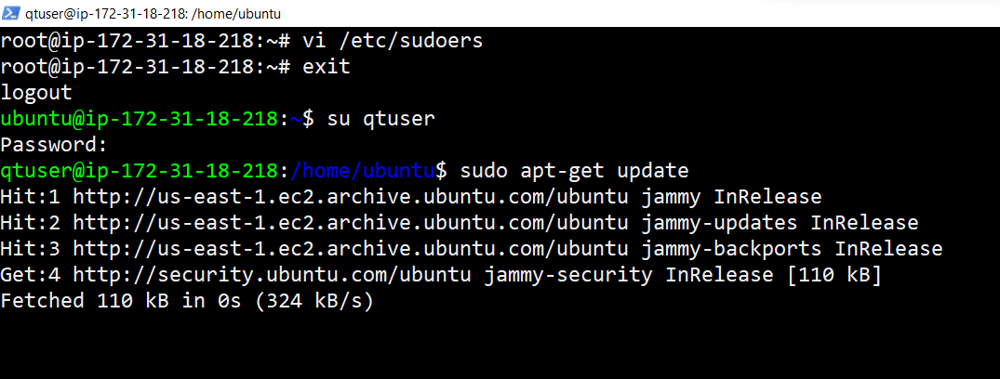 qtuser@ip-172-31-18-218: /home/ubuntu
root@ip-172-31-18-218:~# vi /etc/sudoers
root@ip-172-31-18-218:~# exit
logout
ubuntu@ip-172-31-18-218:~$ su qtuser
Password:
qtuser@ip-172-31-18-218:/home/ubuntu$ sudo apt-get update
Hit:1 http://us-east-1.ec2.archive.ubuntu.com/ubuntu jammy InRelease
Hit:2 http://us-east-1.ec2.archive.ubuntu.com/ubuntu jammy-updates InRelease
Hit:3 http://us-east-1.ec2.archive.ubuntu.com/ubuntu jammy-backports InRelease
Get:4 http://security.ubuntu.com/ubuntu jammy-security InRelease [110 kB]
Fetched 110 kB in 0s (324 kB/s)